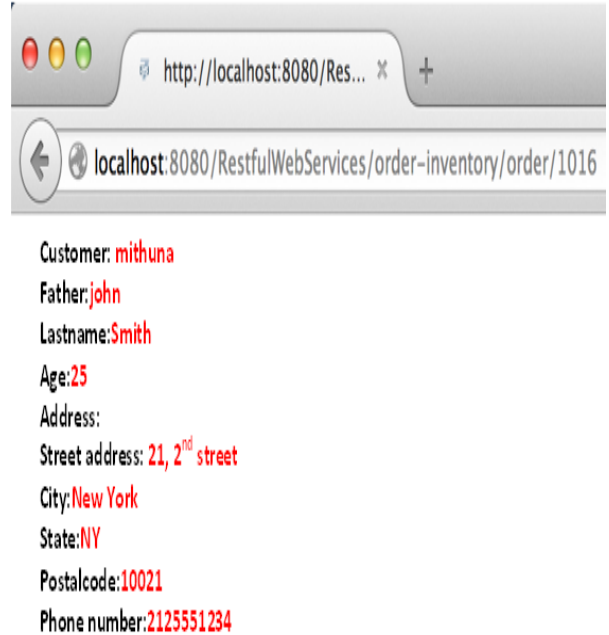 http://localhost:8080/Res...
localhost:8080/RestfulWebServices/order-inventory/order/1016
Customer: mithuna
Father:john
Lastname:Smith
Age:25
Address:
Street address: 21, 2nd street
City:New York
State:NY
Postalcode:10021
Phone number:2125551234